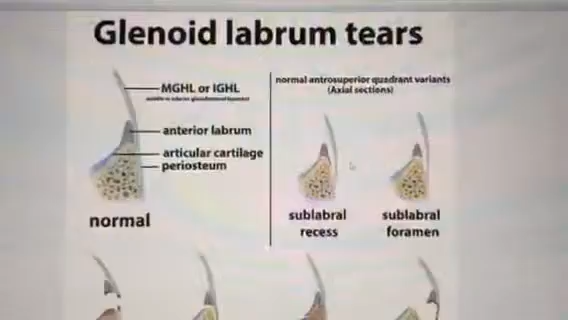 Glenoid labrum tears
MGHL or IGHL
anterior labrum
articular cartilage
periosteum
normal
normal antrosuperior quadrant variants
(Axial sections)
sublabral
recess
sublabral
foramen